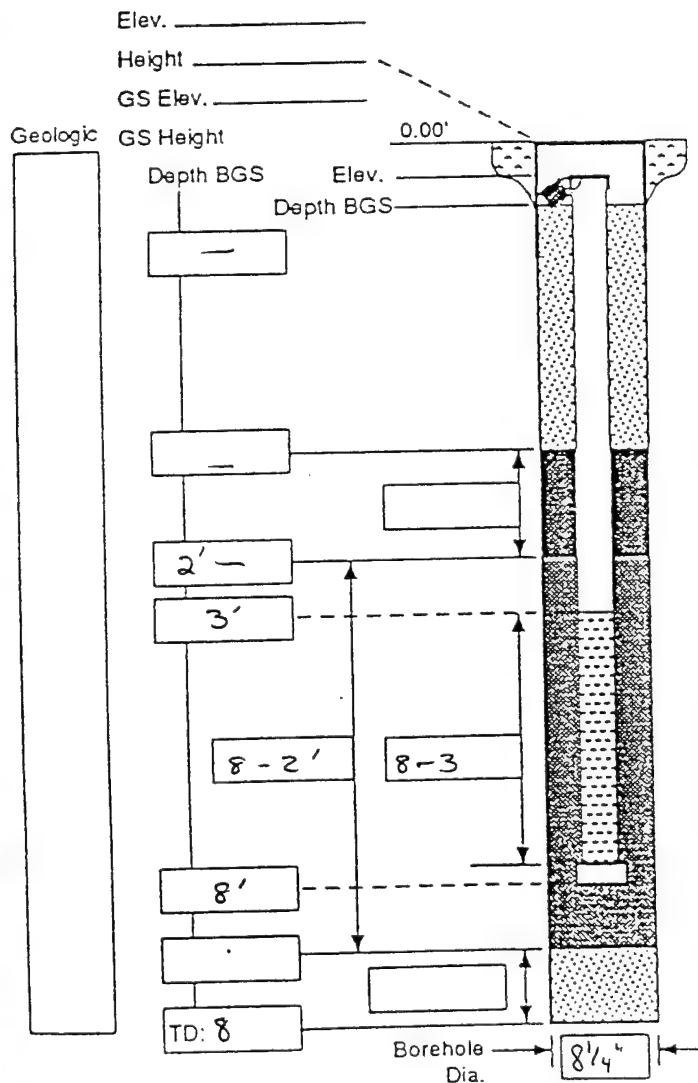 Elev.
Height
GS Elev.
Geologic GS Height 0.00'
Depth BGS Elev.
Depth BGS
—
—
2' —
3'
8 - 2' 8 - 3
8'
TD: 8
Borehole Dia. 8 1/4"